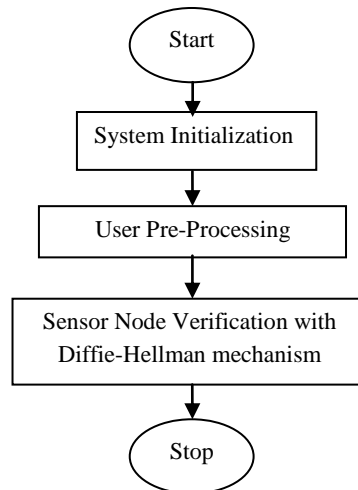 Start
System Initialization
User Pre-Processing
Sensor Node Verification with
Diffie-Hellman mechanism
Stop